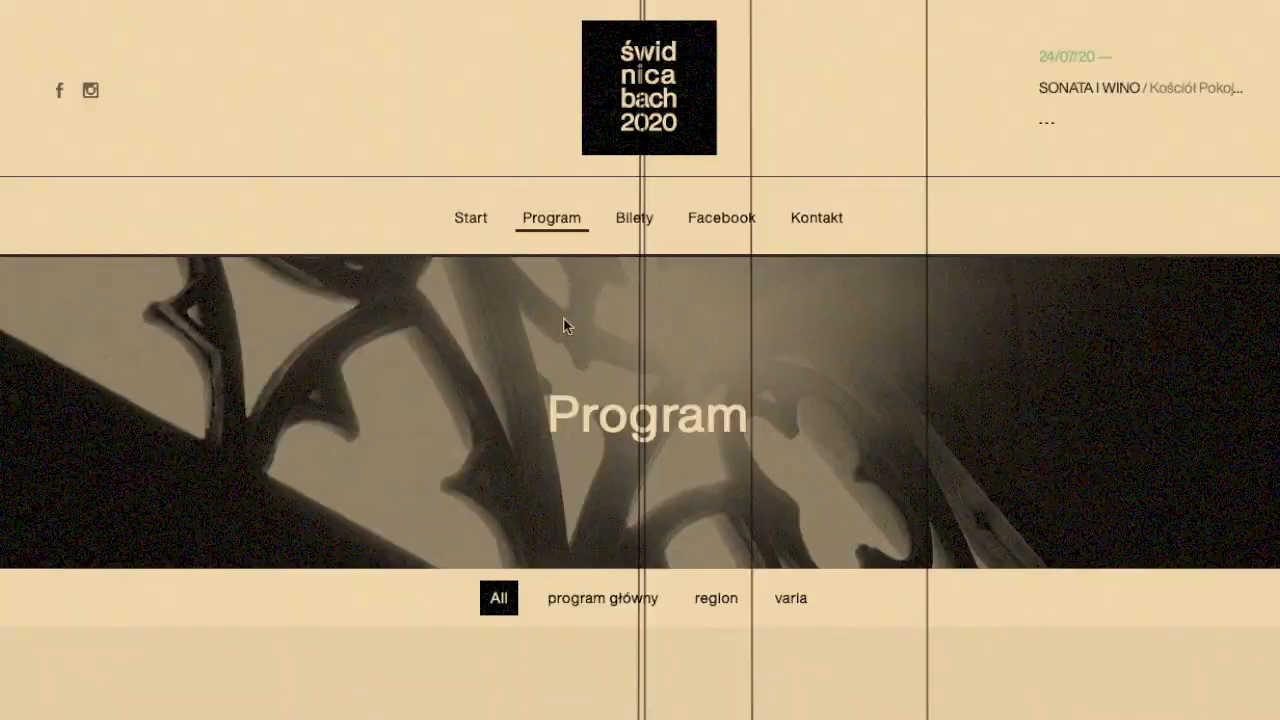 świd
nica
bach
2020
24/07/20 —
SONATA I WINO / Kościół Pokoj...
---
Start Program Bilety Facebook Kontakt
Program
All program główny region varia